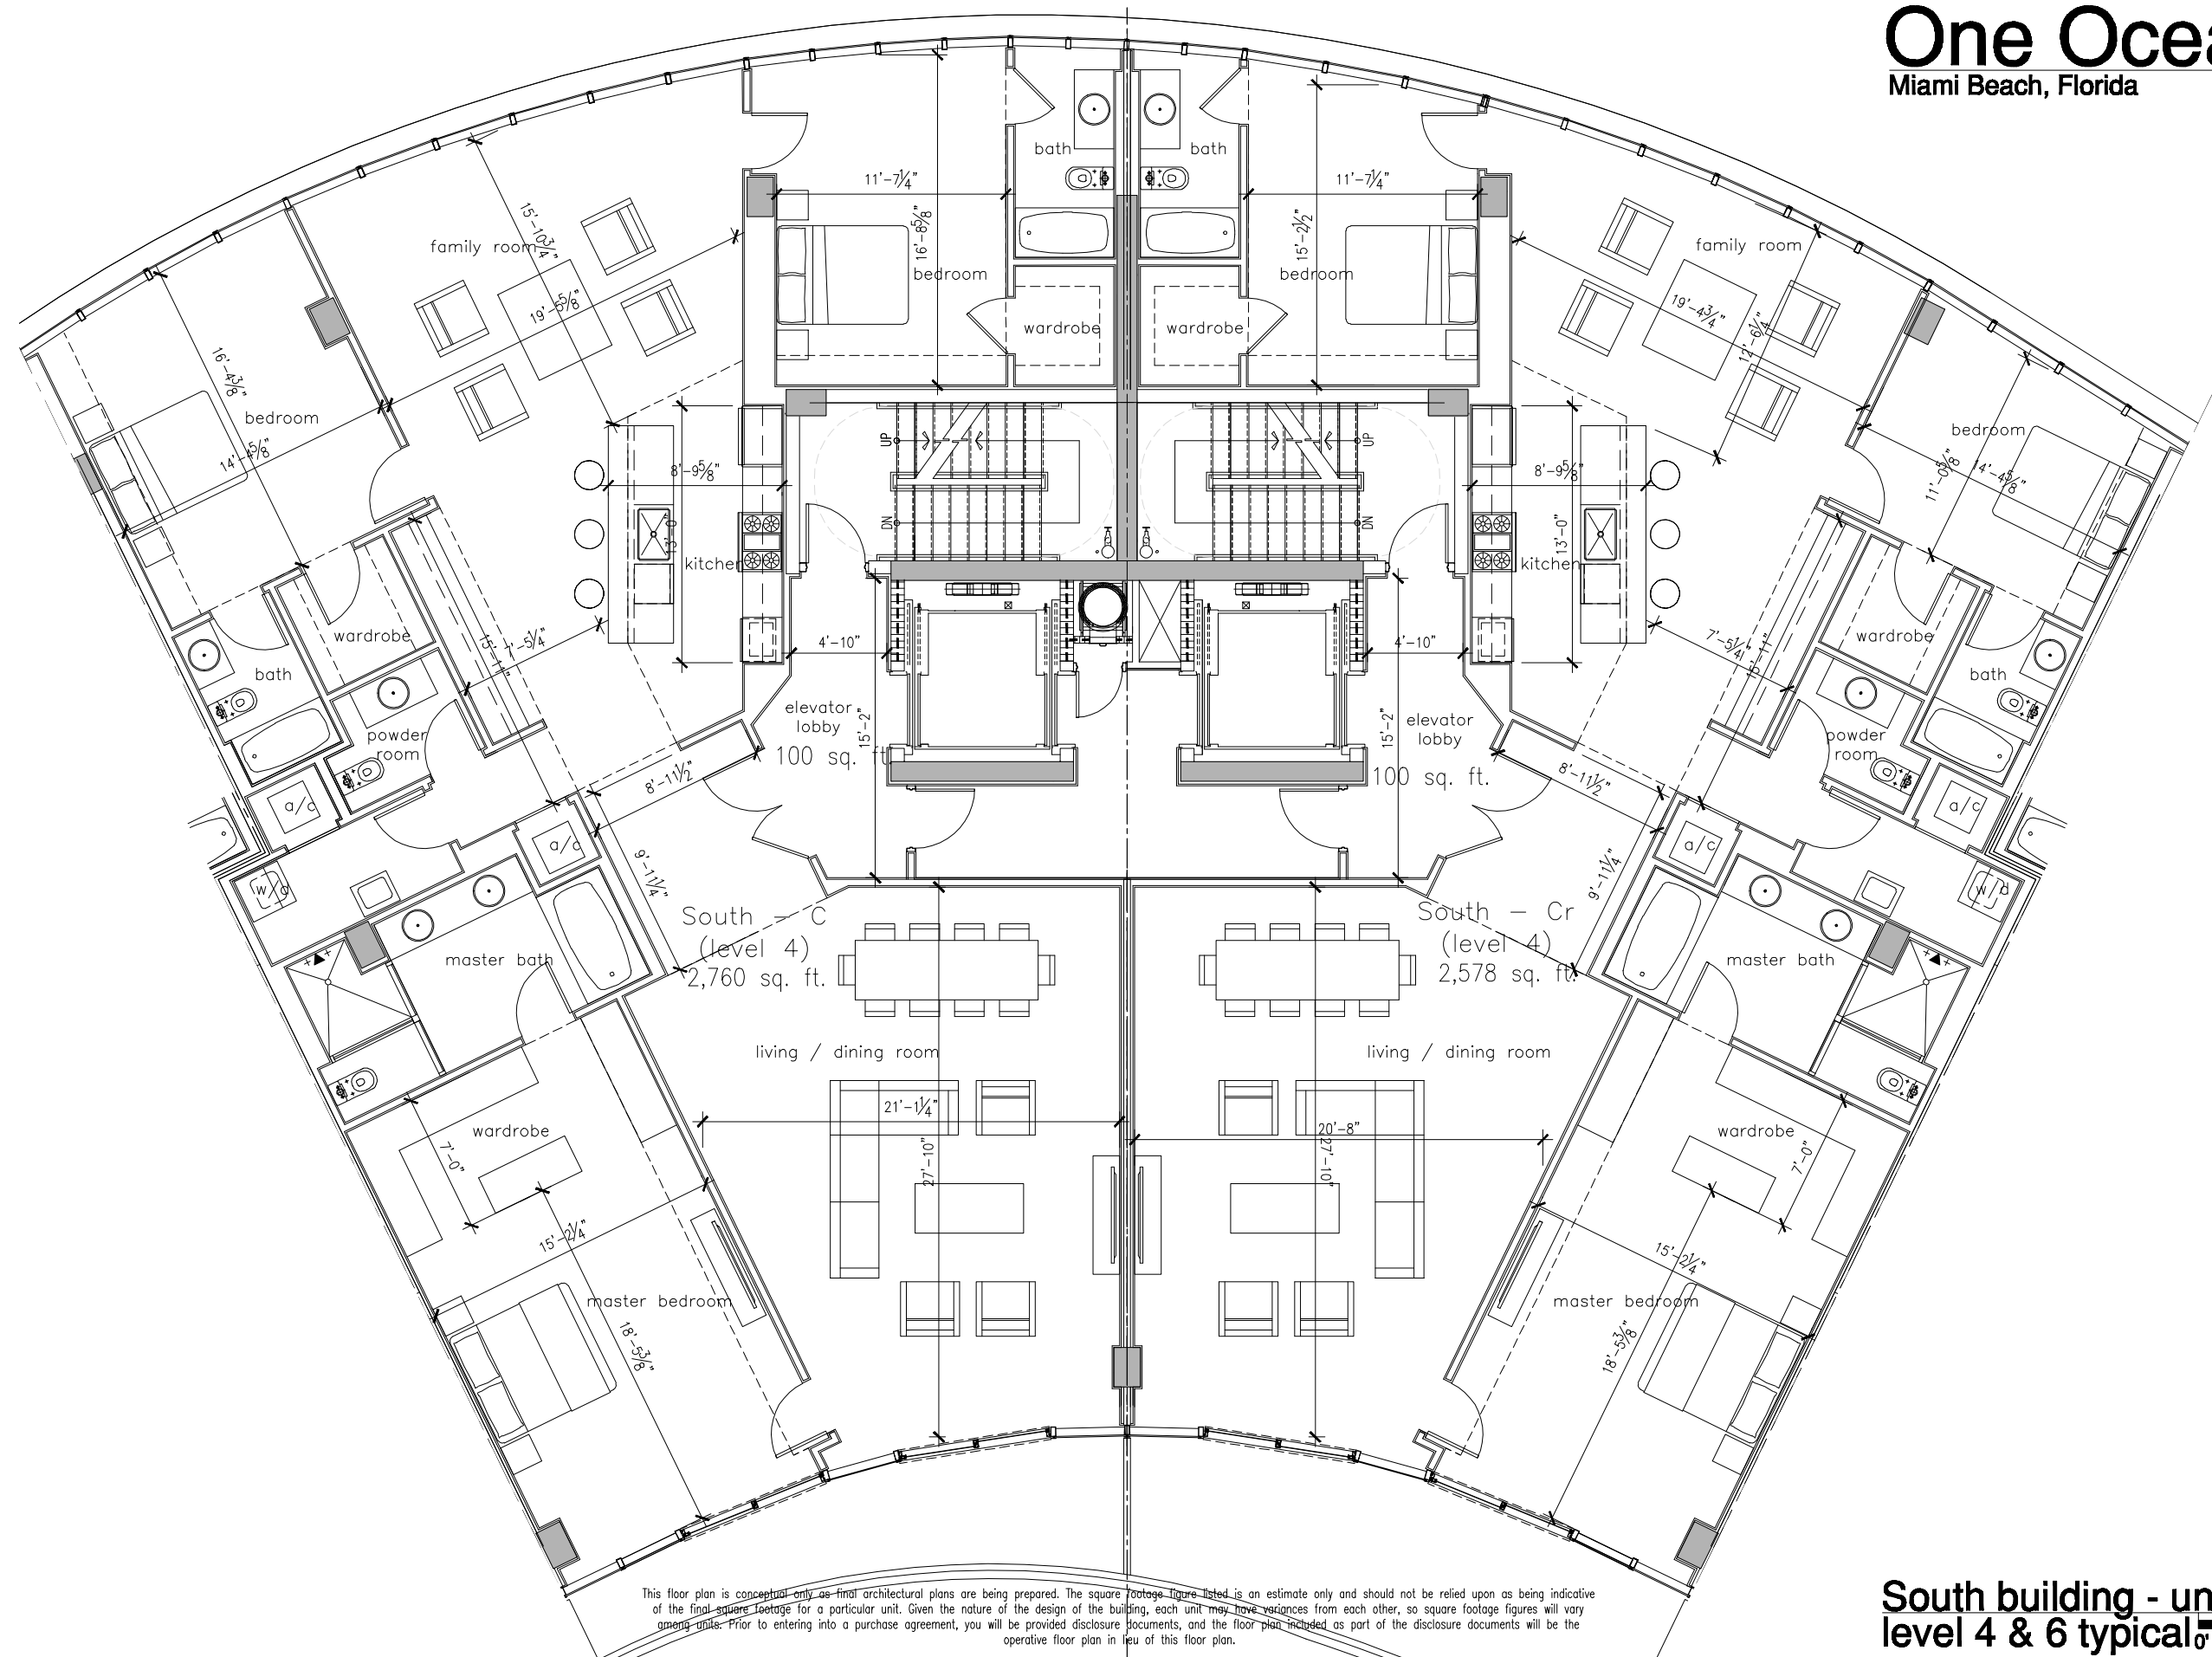 One Ocea
Miami Beach, Florida
bath
bath
11'-7¼"
11'-7¼"
15'-10¾"
16'-8⅝"
15'-2½"
family room
family room
bedroom
bedroom
19'-5⅝"
19'-4¾"
12'-6¼"
wardrobe
wardrobe
16'-4⅜"
bedroom
bedroom
14'-4⅝"
14'-4⅝"
11'-0⅝"
UP
UP
8'-9⅝"
8'-9⅝"
DN
DN
13'-0"
13'-0"
kitchen
kitchen
wardrobe
wardrobe
15'-1"
7'-5¼"
7'-5¼"
15'-11"
4'-10"
4'-10"
bath
bath
elevator
lobby
100 sq. ft.
15'-2"
15'-2"
elevator
lobby
100 sq. ft.
powder
room
powder
room
8'-11½"
8'-11½"
a/c
a/c
a/c
a/c
9'-11¼"
9'-11¼"
w/d
w/d
South - C
(level 4)
2,760 sq. ft.
South - Cr
(level 4)
2,578 sq. ft.
master bath
master bath
living / dining room
living / dining room
21'-1¼"
20'-8"
27'-10"
27'-10"
wardrobe
wardrobe
7'-0"
7'-0"
15'-2¼"
15'-2¼"
master bedroom
master bedroom
18'-5⅜"
18'-5⅜"
This floor plan is conceptual only as final architectural plans are being prepared. The square footage figure listed is an estimate only and should not be relied upon as being indicative
of the final square footage for a particular unit. Given the nature of the design of the building, each unit may have variances from each other, so square footage figures will vary
among units. Prior to entering into a purchase agreement, you will be provided disclosure documents, and the floor plan included as part of the disclosure documents will be the
operative floor plan in lieu of this floor plan.
South building - un
level 4 & 6 typical
0'